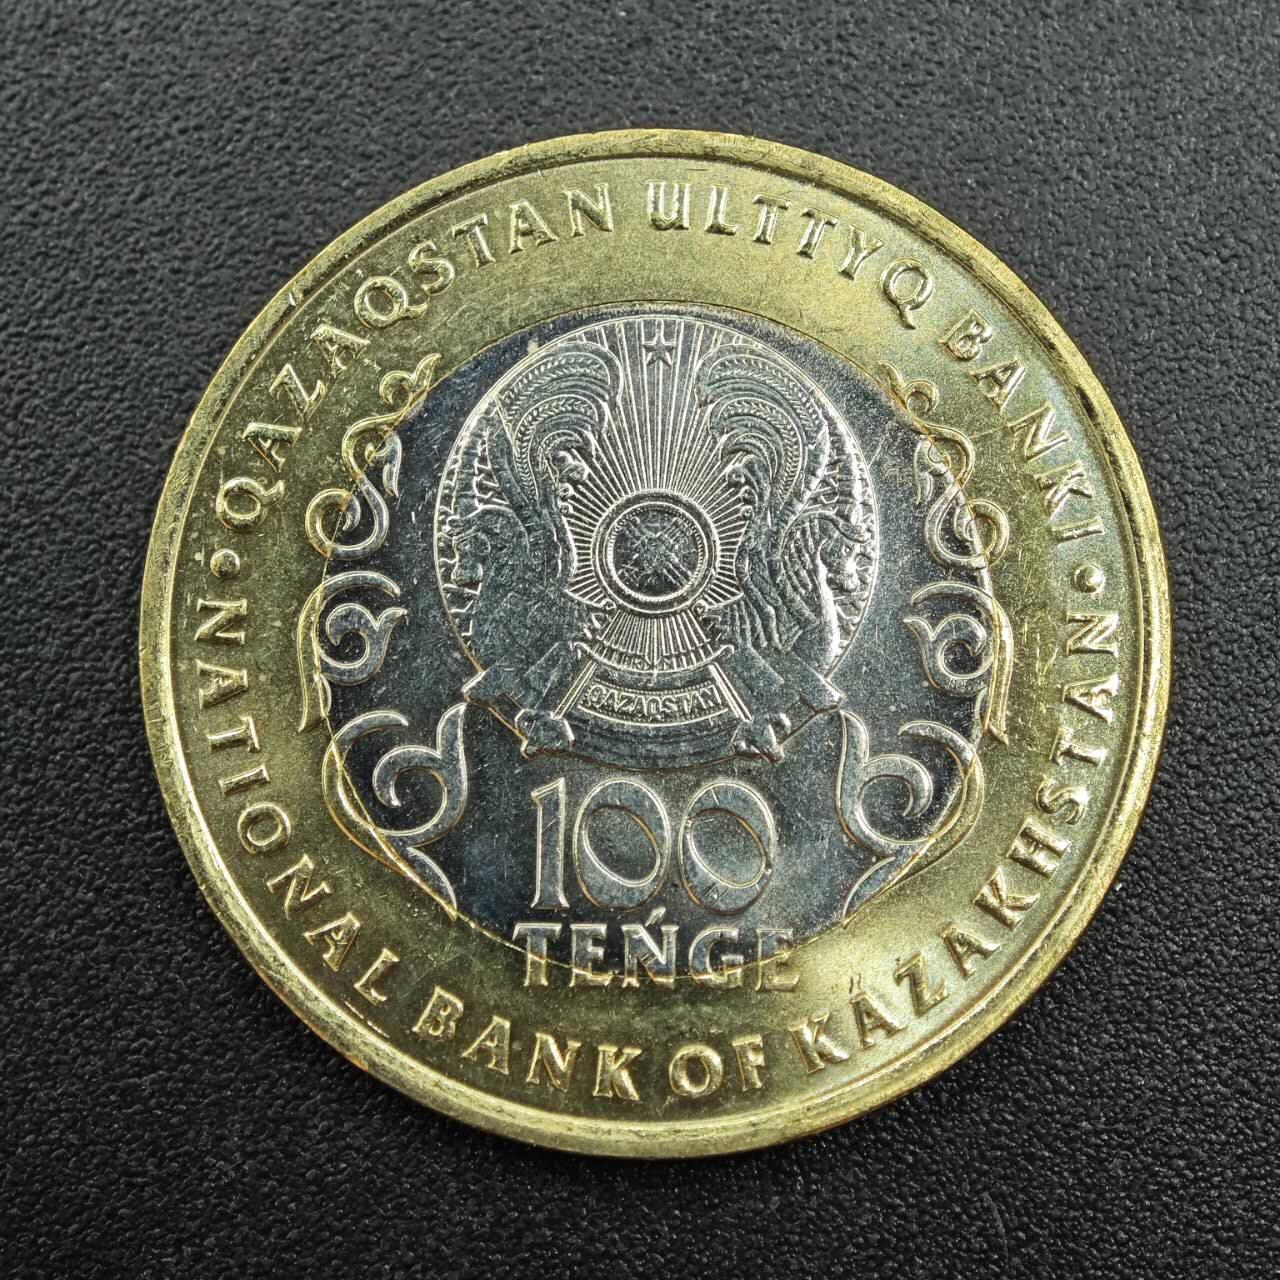 • QAZAQSTAN ULTTYQ BANKI •
QAZAQSTAN
100
TEŃGE
NATIONAL BANK OF KAZAKHSTAN